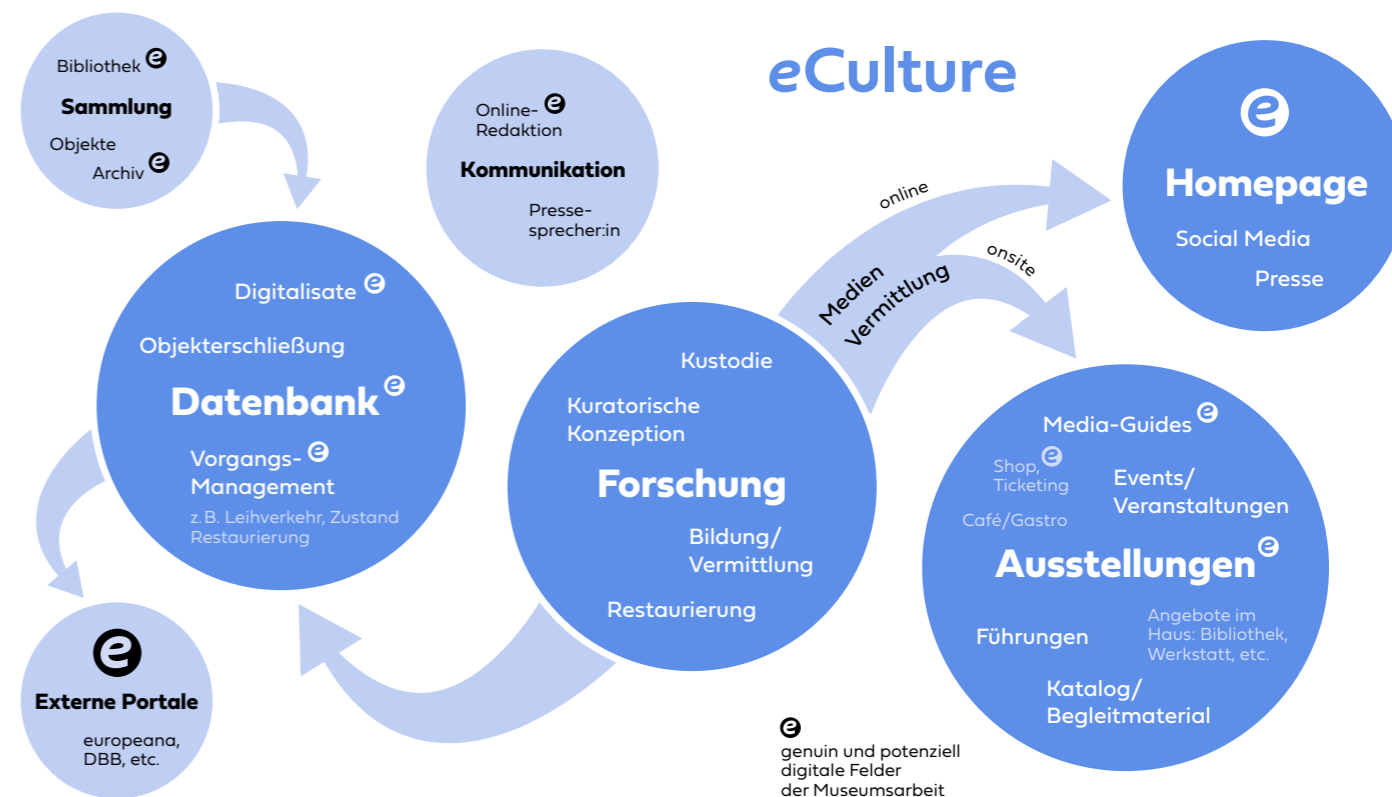 eCulture
Bibliothek e
Sammlung
Objekte
Archiv e
Online- e
Redaktion
Kommunikation
Presse-
sprecher:in
e
Homepage
Social Media
Presse
online
onsite
Medien
Vermittlung
Digitalisate e
Objekterschließung
Datenbank e
Vorgangs- e
Management
z. B. Leihverkehr, Zustand
Restaurierung
Kustodie
Kuratorische
Konzeption
Forschung
Bildung/
Vermittlung
Restaurierung
Media-Guides e
Shop, e
Ticketing
Events/
Veranstaltungen
Café/Gastro
Ausstellungen e
Führungen
Angebote im
Haus: Bibliothek,
Werkstatt, etc.
Katalog/
Begleitmaterial
e
Externe Portale
europeana,
DBB, etc.
e
genuin und potenziell
digitale Felder
der Museumsarbeit